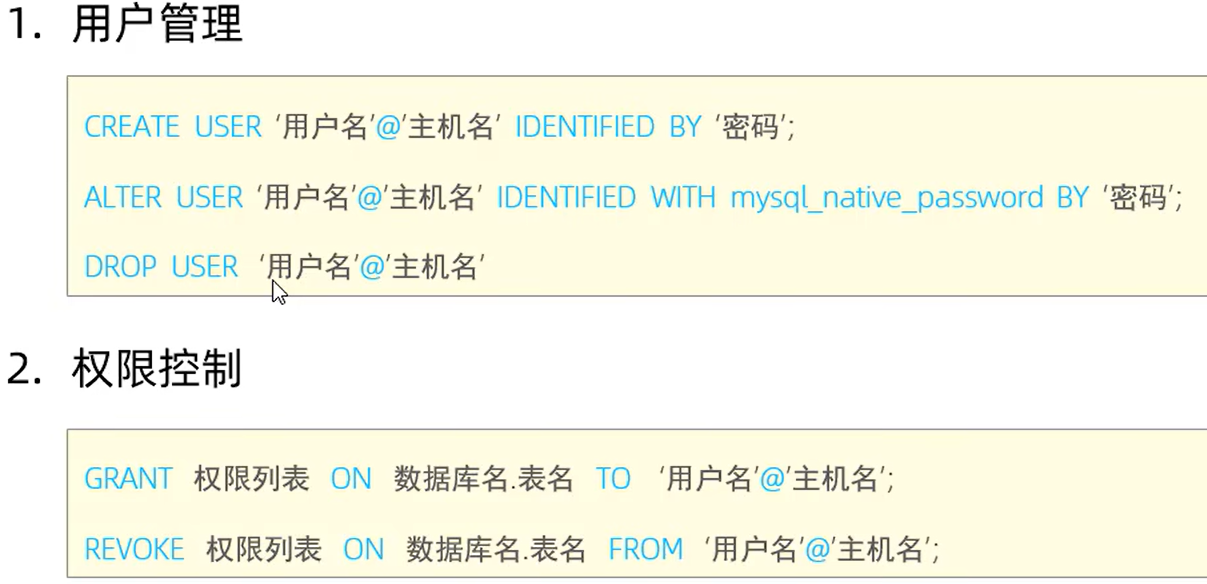 1. 用户管理
CREATE USER ‘用户名’@’主机名’ IDENTIFIED BY ‘密码’;
ALTER USER ‘用户名’@’主机名’ IDENTIFIED WITH mysql_native_password BY ‘密码’;
DROP USER ‘用户名’@’主机名’
2. 权限控制
GRANT 权限列表 ON 数据库名.表名 TO ‘用户名’@’主机名’;
REVOKE 权限列表 ON 数据库名.表名 FROM ‘用户名’@’主机名’;